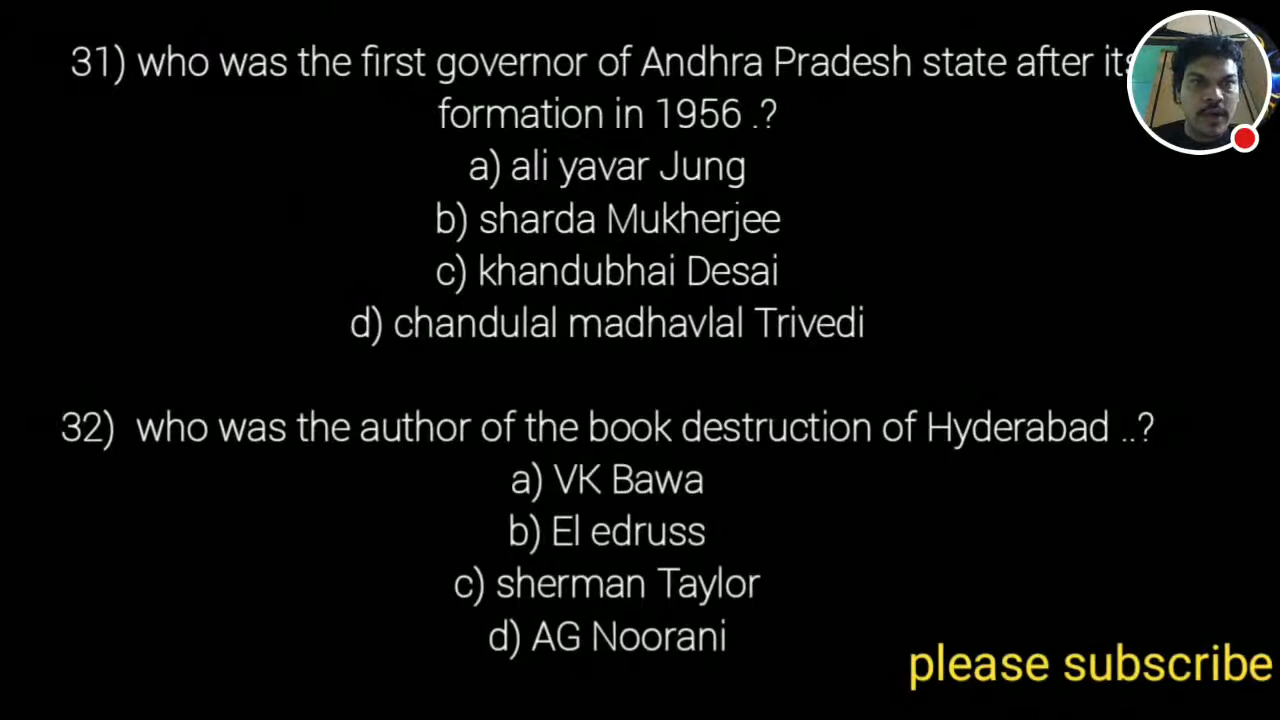 31) who was the first governor of Andhra Pradesh state after its
formation in 1956 .?
a) ali yavar Jung
b) sharda Mukherjee
c) khandubhai Desai
d) chandulal madhavlal Trivedi
32) who was the author of the book destruction of Hyderabad ..?
a) VK Bawa
b) El edruss
c) sherman Taylor
d) AG Noorani
please subscribe